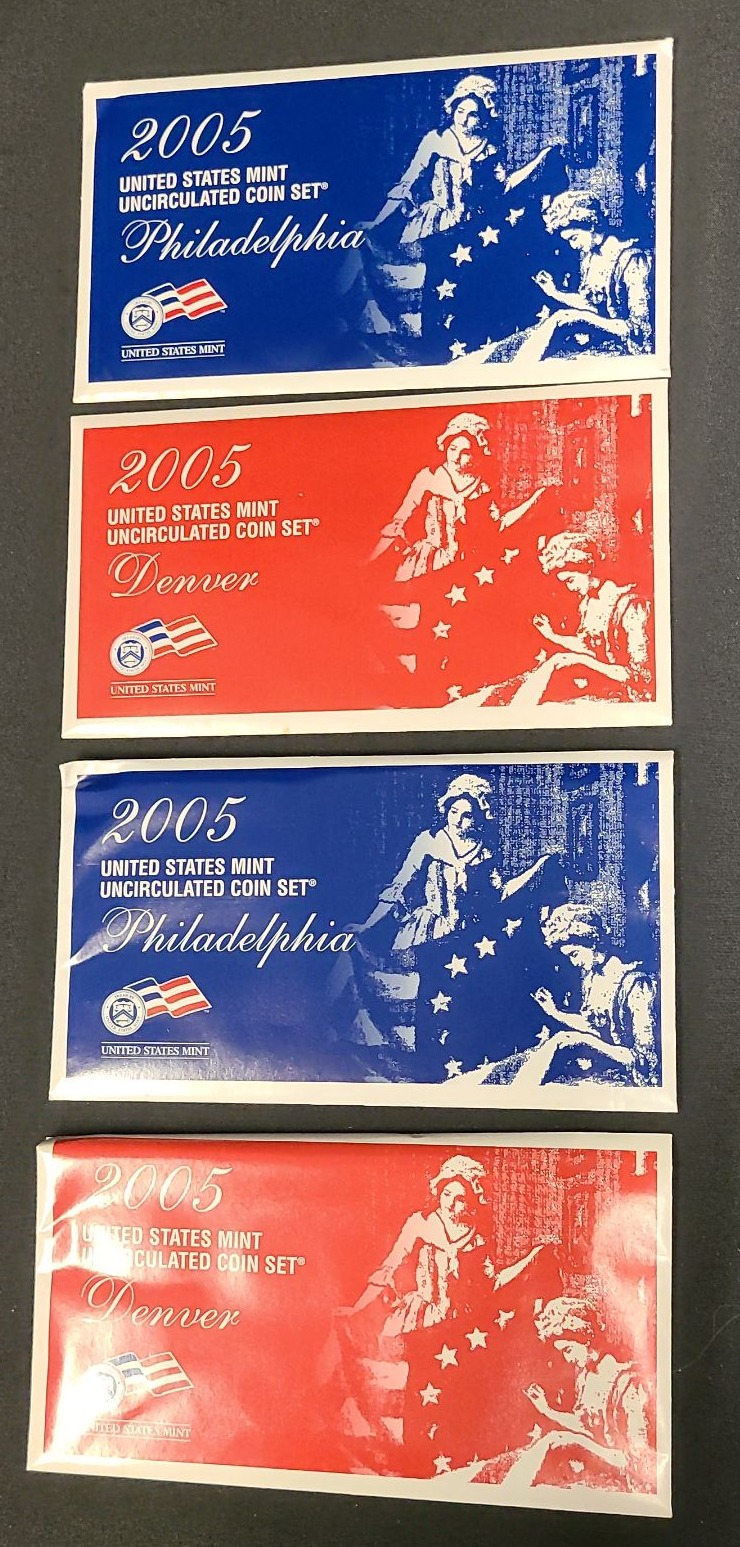 2005
UNITED STATES MINT
UNCIRCULATED COIN SET®
Philadelphia
UNITED STATES MINT
2005
UNITED STATES MINT
UNCIRCULATED COIN SET®
Denver
UNITED STATES MINT
2005
UNITED STATES MINT
UNCIRCULATED COIN SET®
Philadelphia
UNITED STATES MINT
2005
UNITED STATES MINT
UNCIRCULATED COIN SET®
Denver
UNITED STATES MINT